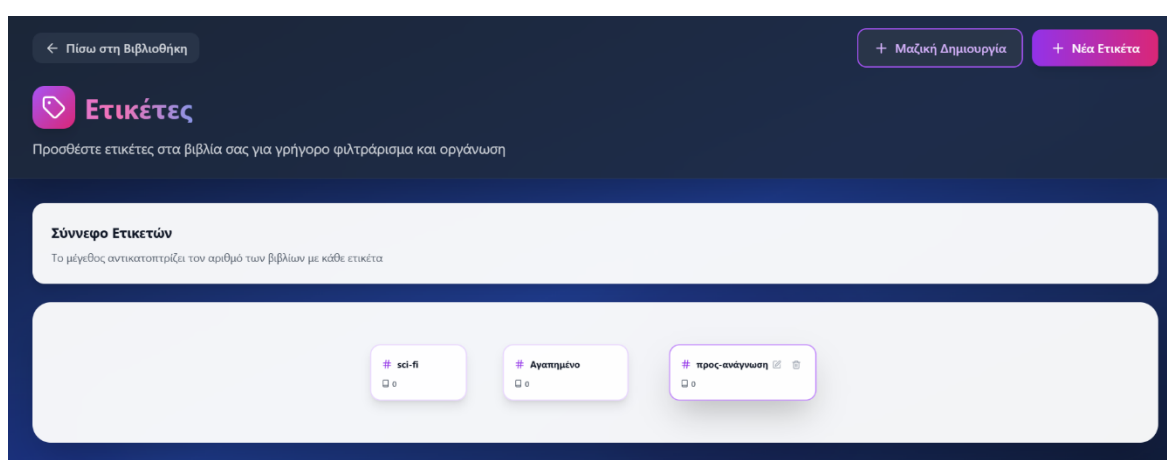 ← Πίσω στη Βιβλιοθήκη
+ Μαζική Δημιουργία
+ Νέα Ετικέτα
Ετικέτες
Προσθέστε ετικέτες στα βιβλία σας για γρήγορο φιλτράρισμα και οργάνωση
Σύννεφο Ετικετών
Το μέγεθος αντικατοπτρίζει τον αριθμό των βιβλίων με κάθε ετικέτα
# sci-fi
0
# Αγαπημένο
0
# προς-ανάγνωση
0